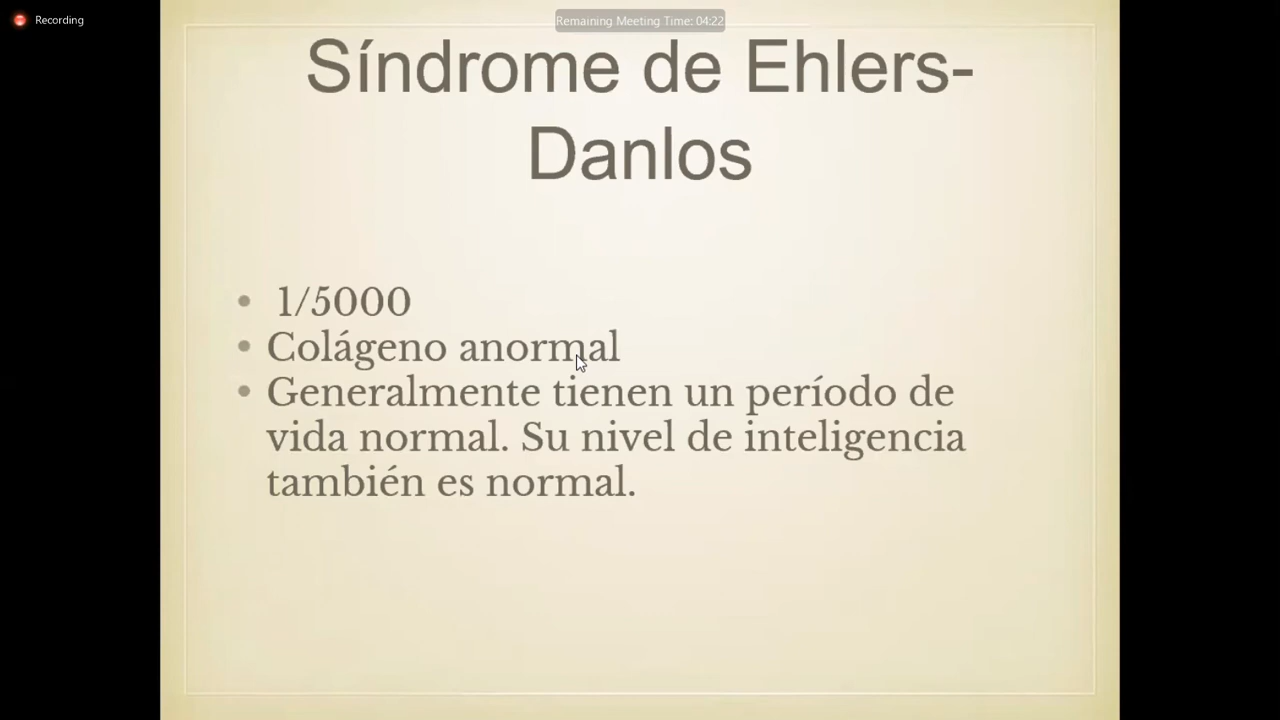 Recording
Remaining Meeting Time: 04:22
Síndrome de Ehlers-
Danlos
• 1/5000
• Colágeno anormal
• Generalmente tienen un período de
vida normal. Su nivel de inteligencia
también es normal.